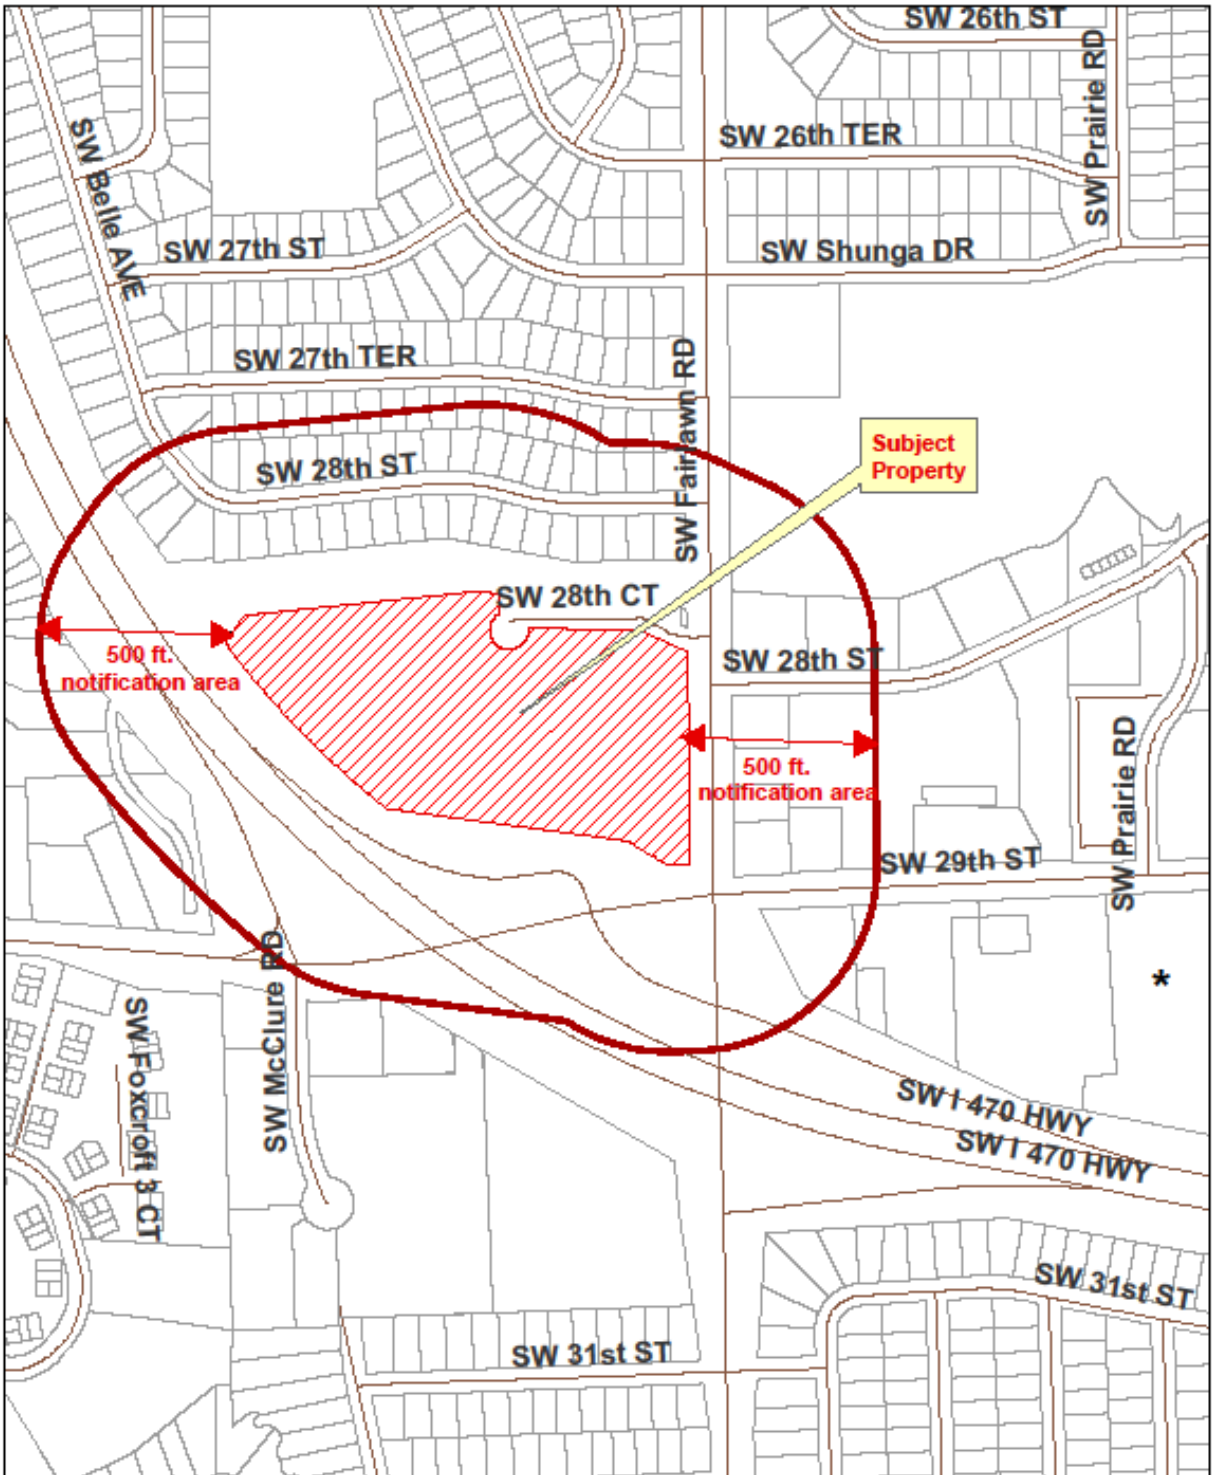 SW 26th ST
SW Prairie RD
SW 26th TER
SW Belle AVE
SW 27th ST
SW Shunga DR
SW 27th TER
SW Fairlawn RD
Subject
Property
SW 28th ST
SW 28th CT
500 ft.
notification area
SW 28th ST
500 ft.
notification area
SW Prairie RD
SW 29th ST
SW McClure RD
*
SW Foxcroft 3 CT
SW I 470 HWY
SW I 470 HWY
SW 31st ST
SW 31st ST